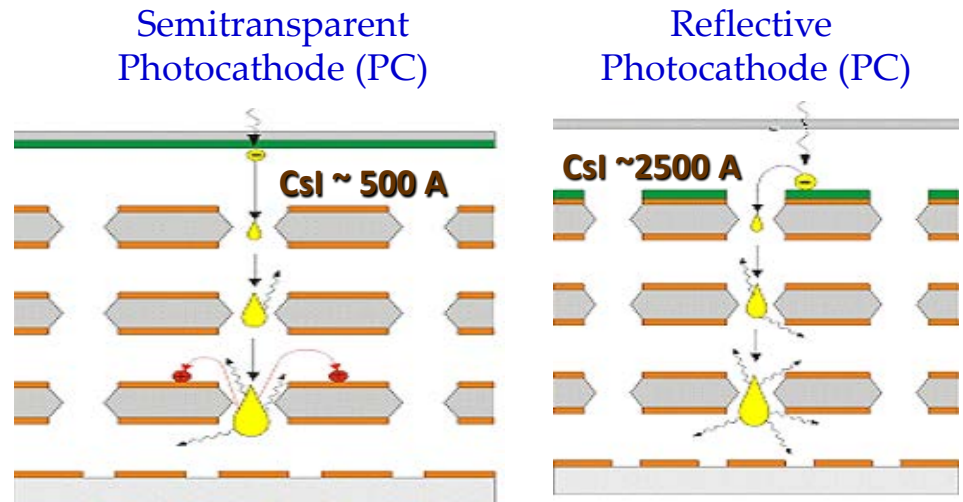 Semitransparent
Photocathode (PC)
Reflective
Photocathode (PC)
CsI ~ 500 A
CsI ~2500 A